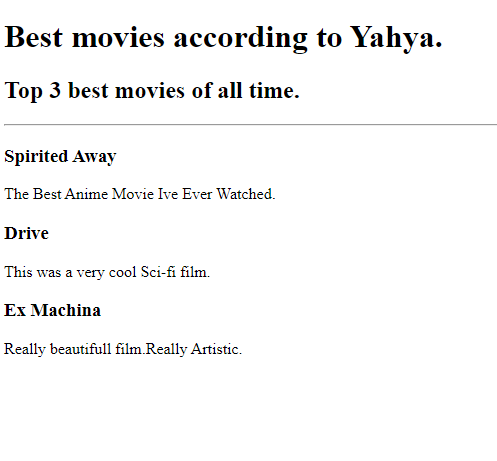 Best movies according to Yahya.
Top 3 best movies of all time.
Spirited Away
The Best Anime Movie Ive Ever Watched.
Drive
This was a very cool Sci-fi film.
Ex Machina
Really beautifull film.Really Artistic.